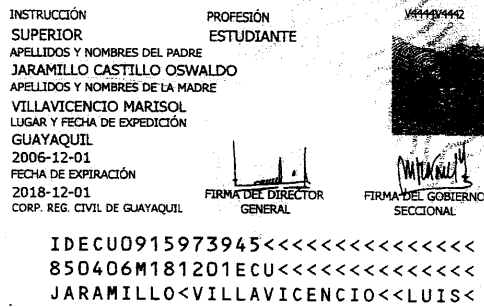 INSTRUCCIÓN PROFESIÓN V4444V4442
SUPERIOR ESTUDIANTE
APELLIDOS Y NOMBRES DEL PADRE
JARAMILLO CASTILLO OSWALDO
APELLIDOS Y NOMBRES DE LA MADRE
VILLAVICENCIO MARISOL
LUGAR Y FECHA DE EXPEDICIÓN
GUAYAQUIL
2006-12-01
FECHA DE EXPIRACIÓN
2018-12-01
CORP. REG. CIVIL DE GUAYAQUIL
FIRMA DEL DIRECTOR
GENERAL
FIRMA DEL GOBIERNO
SECCIONAL
IDECU0915973945<<<<<<<<<<<<<<<
850406M181201ECU<<<<<<<<<<<<<<
JARAMILLO<VILLAVICENCIO<<LUIS<